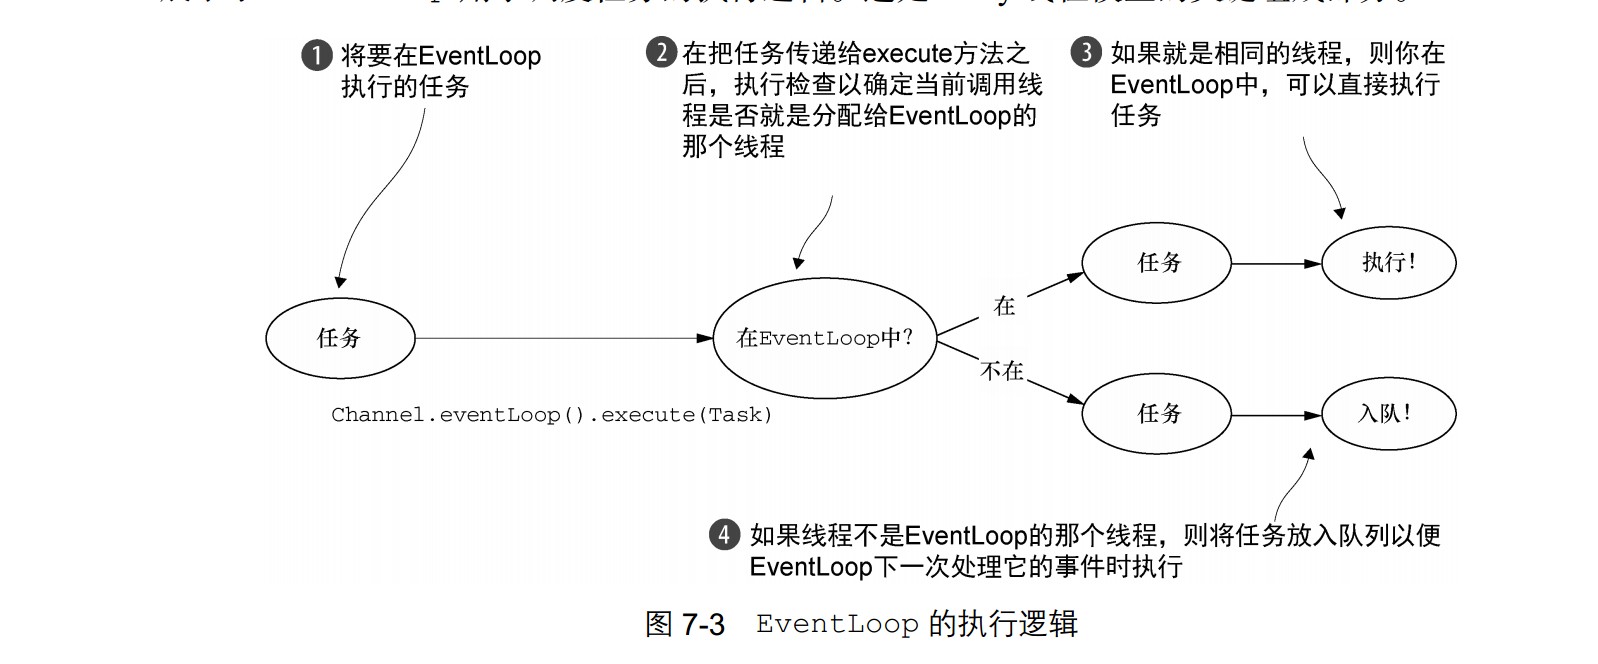 1 将要在EventLoop
执行的任务
2 在把任务传递给execute方法之
后，执行检查以确定当前调用线
程是否就是分配给EventLoop的
那个线程
3 如果就是相同的线程，则你在
EventLoop中，可以直接执行
任务
任务
在EventLoop中？
在
任务
执行！
不在
任务
入队！
Channel.eventLoop().execute(Task)
4 如果线程不是EventLoop的那个线程，则将任务放入队列以便
EventLoop下一次处理它的事件时执行
图 7-3 EventLoop 的执行逻辑